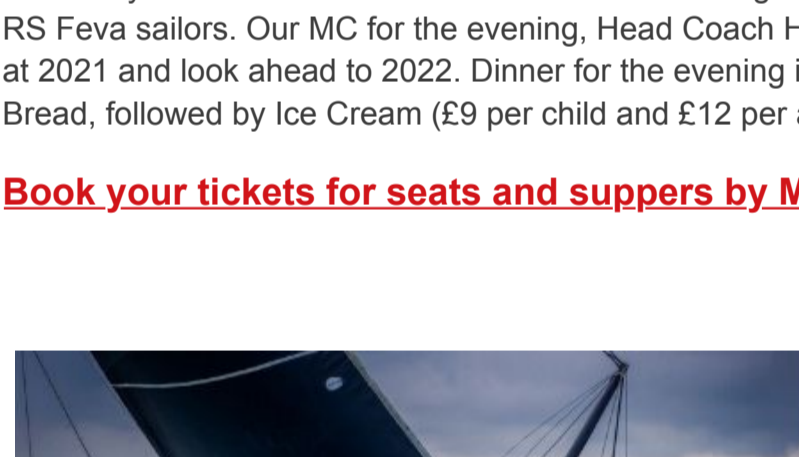 RS Feva sailors. Our MC for the evening, Head Coach
at 2021 and look ahead to 2022. Dinner for the evening
Bread, followed by Ice Cream (£9 per child and £12 per
Book your tickets for seats and suppers by